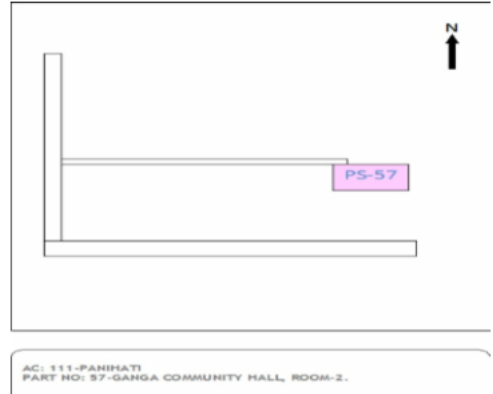 N
PS-57
AC: 111-PANIHATI
PART NO: 57-GANGA COMMUNITY HALL, ROOM-2.